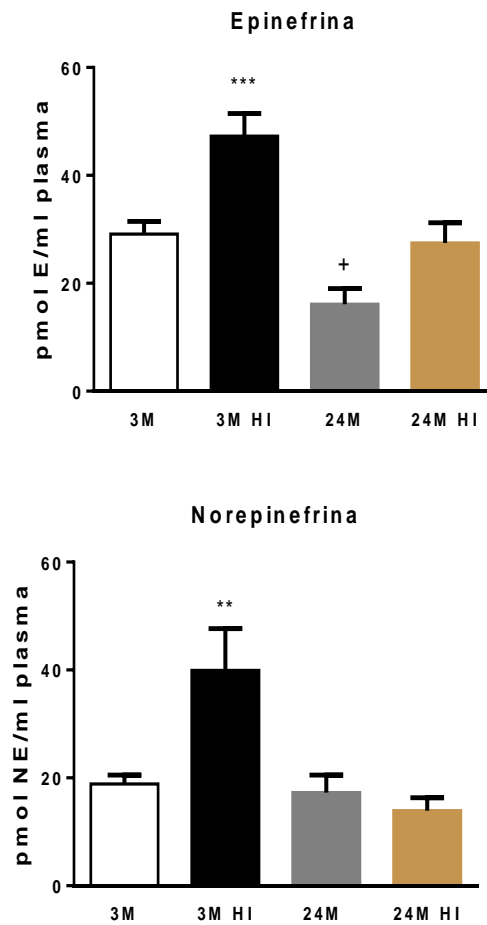 Epinefrina
pmol E/ml plasma
60
40
20
0
***
+
3M 3M HI 24M 24M HI
Norepinefrina
pmol NE/ml plasma
60
40
20
0
**
3M 3M HI 24M 24M HI